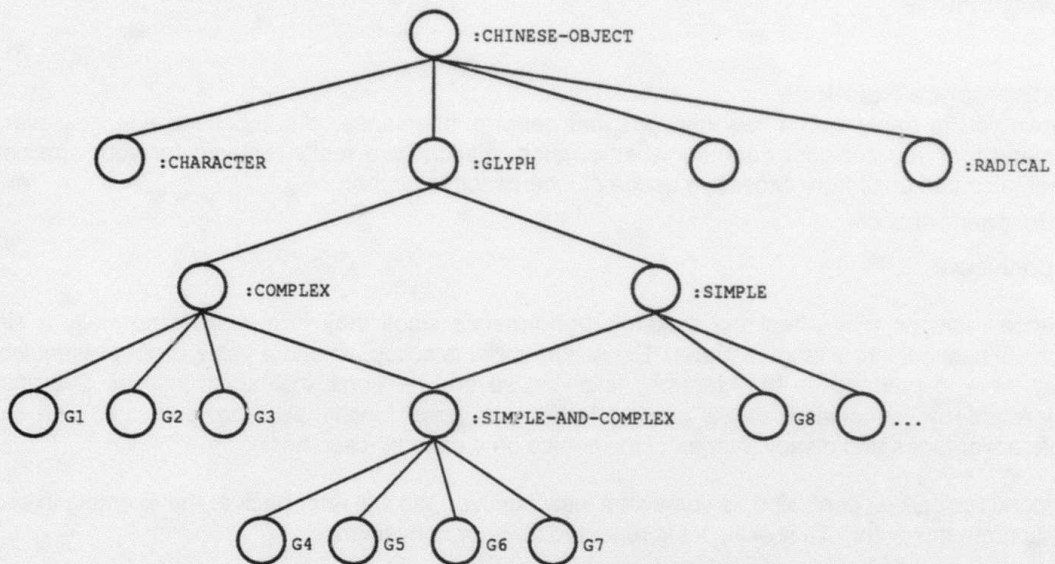 :CHINESE-OBJECT
:CHARACTER :GLYPH :RADICAL
:COMPLEX :SIMPLE
G1 G2 G3 :SIMPLE-AND-COMPLEX G8 ...
G4 G5 G6 G7